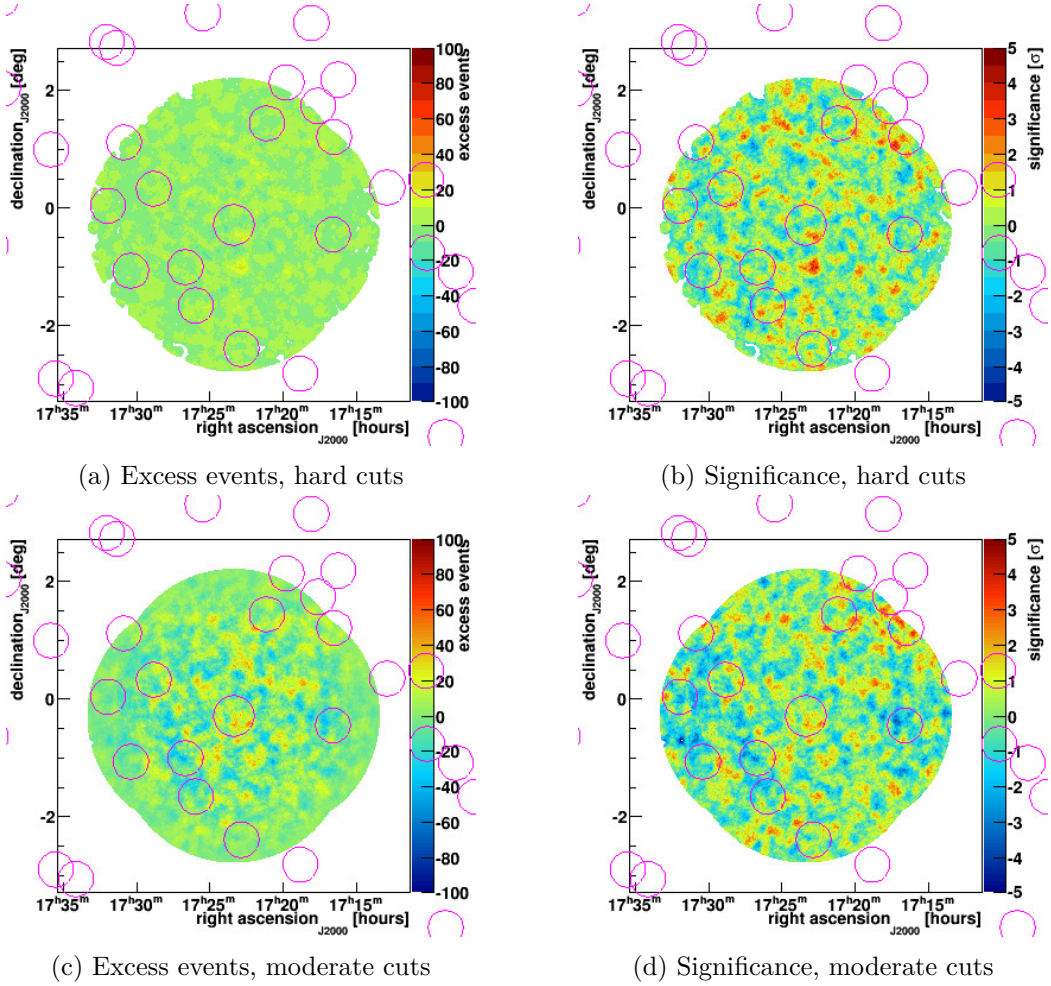 declination J2000 [deg]
2
0
-2
17h35m 17h30m 17h25m 17h20m 17h15m
right ascension J2000 [hours]
100
80
60
40
20
0
-20
-40
-60
-80
-100
excess events
(a) Excess events, hard cuts
declination J2000 [deg]
2
0
-2
17h35m 17h30m 17h25m 17h20m 17h15m
right ascension J2000 [hours]
5
4
3
2
1
0
-1
-2
-3
-4
-5
significance [σ]
(b) Significance, hard cuts
declination J2000 [deg]
2
0
-2
17h35m 17h30m 17h25m 17h20m 17h15m
right ascension J2000 [hours]
100
80
60
40
20
0
-20
-40
-60
-80
-100
excess events
(c) Excess events, moderate cuts
declination J2000 [deg]
2
0
-2
17h35m 17h30m 17h25m 17h20m 17h15m
right ascension J2000 [hours]
5
4
3
2
1
0
-1
-2
-3
-4
-5
significance [σ]
(d) Significance, moderate cuts